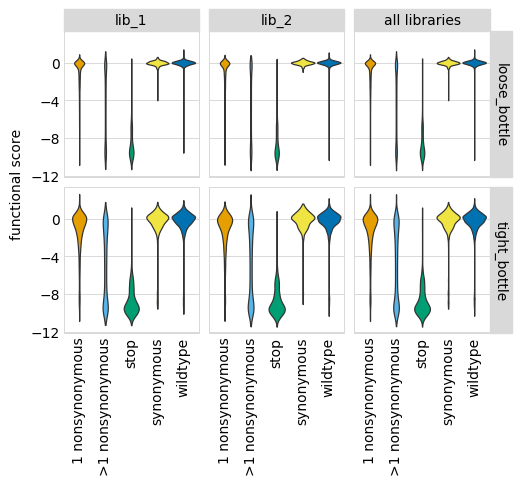 lib_1
lib_2
all libraries
functional score
0
−4
−8
−12
loose_bottle
0
−4
−8
−12
tight_bottle
1 nonsynonymous
>1 nonsynonymous
stop
synonymous
wildtype
1 nonsynonymous
>1 nonsynonymous
stop
synonymous
wildtype
1 nonsynonymous
>1 nonsynonymous
stop
synonymous
wildtype